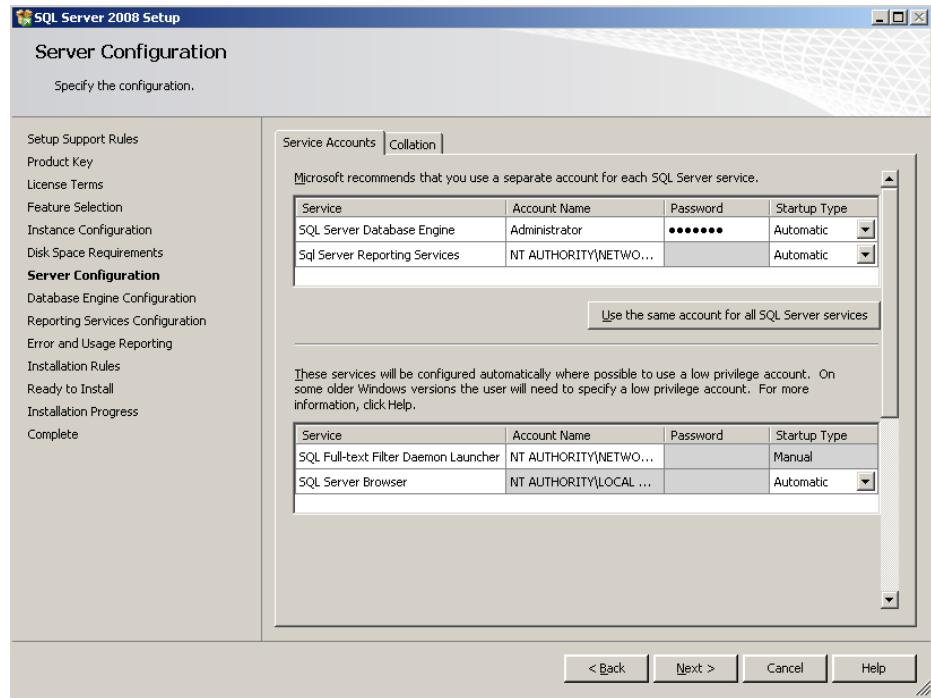 SQL Server 2008 Setup
Server Configuration
Specify the configuration.
Setup Support Rules
Product Key
License Terms
Feature Selection
Instance Configuration
Disk Space Requirements
Server Configuration
Database Engine Configuration
Reporting Services Configuration
Error and Usage Reporting
Installation Rules
Ready to Install
Installation Progress
Complete
Service Accounts Collation
Microsoft recommends that you use a separate account for each SQL Server service.
Service Account Name Password Startup Type
SQL Server Database Engine Administrator ●●●●●●● Automatic
Sql Server Reporting Services NT AUTHORITY\NETWO... Automatic
Use the same account for all SQL Server services
These services will be configured automatically where possible to use a low privilege account. On
some older Windows versions the user will need to specify a low privilege account. For more
information, click Help.
Service Account Name Password Startup Type
SQL Full-text Filter Daemon Launcher NT AUTHORITY\NETWO... Manual
SQL Server Browser NT AUTHORITY\LOCAL ... Automatic
< Back Next > Cancel Help